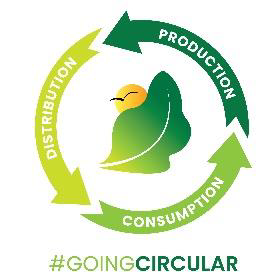 PRODUCTION
CONSUMPTION
DISTRIBUTION
#GOINGCIRCULAR